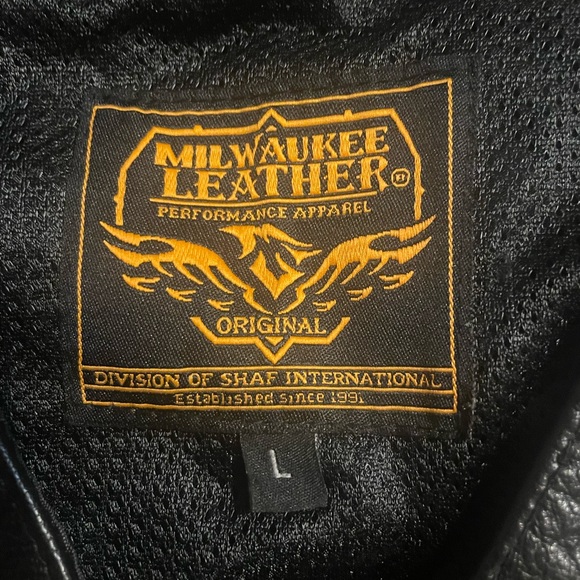 MILWAUKEE
LEATHER
PERFORMANCE APPAREL
ORIGINAL
DIVISION OF SHAF INTERNATIONAL
Established since 1991
L